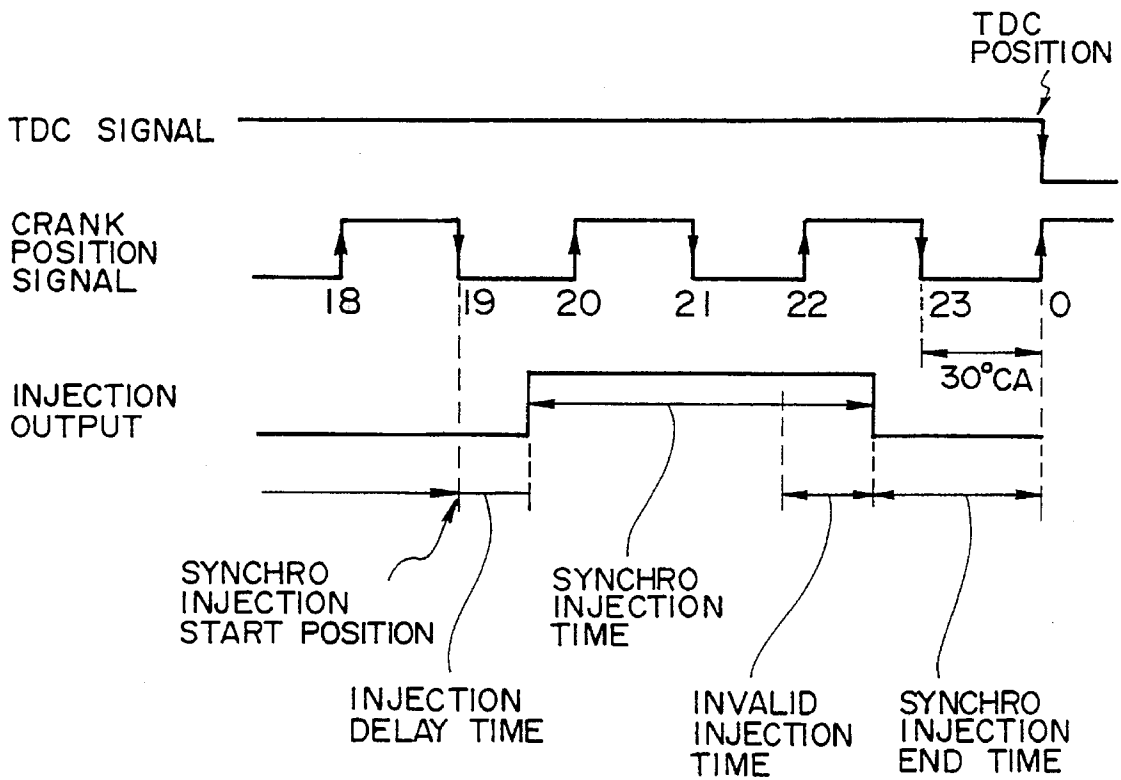 TDC
POSITION
TDC SIGNAL
CRANK
POSITION
SIGNAL
18 19 20 21 22 23 0
30°CA
INJECTION
OUTPUT
SYNCHRO
INJECTION
START POSITION
SYNCHRO
INJECTION
TIME
INJECTION
DELAY TIME
INVALID
INJECTION
TIME
SYNCHRO
INJECTION
END TIME